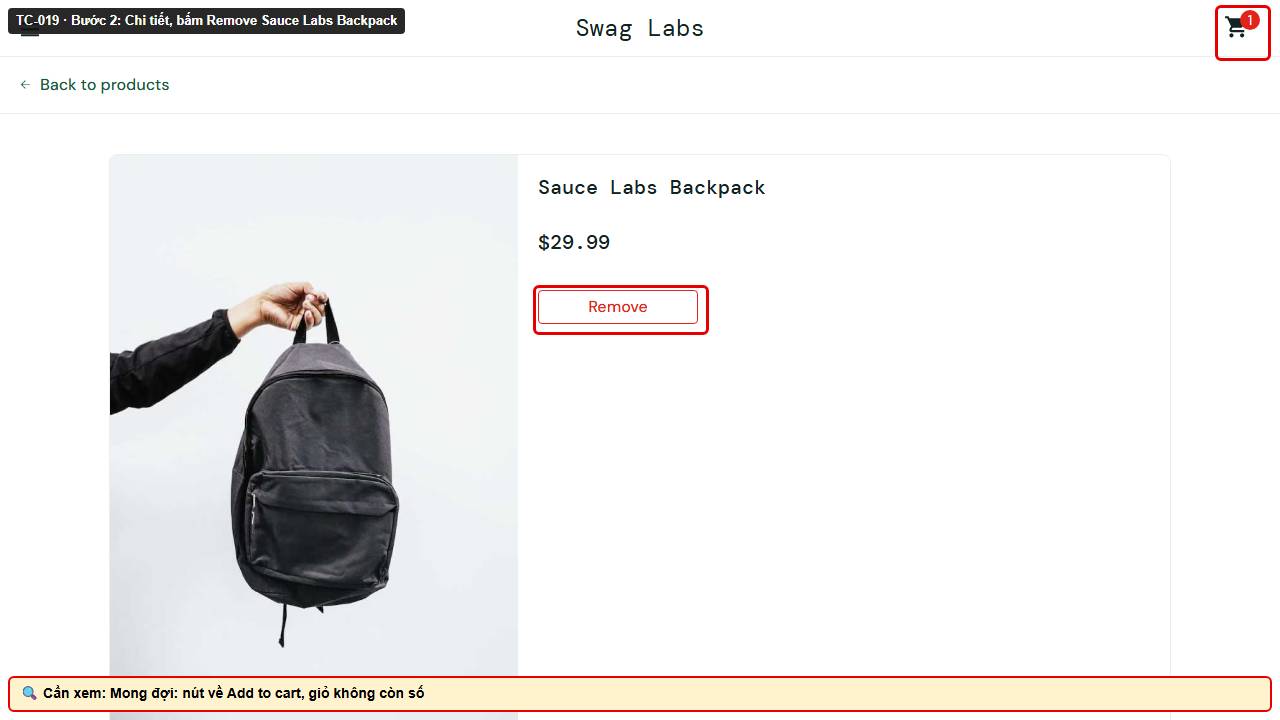 TC-019 · Bước 2: Chi tiết, bấm Remove Sauce Labs Backpack
Swag Labs
1
← Back to products
Sauce Labs Backpack
$29.99
Remove
🔍 Cần xem: Mong đợi: nút về Add to cart, giỏ không còn số